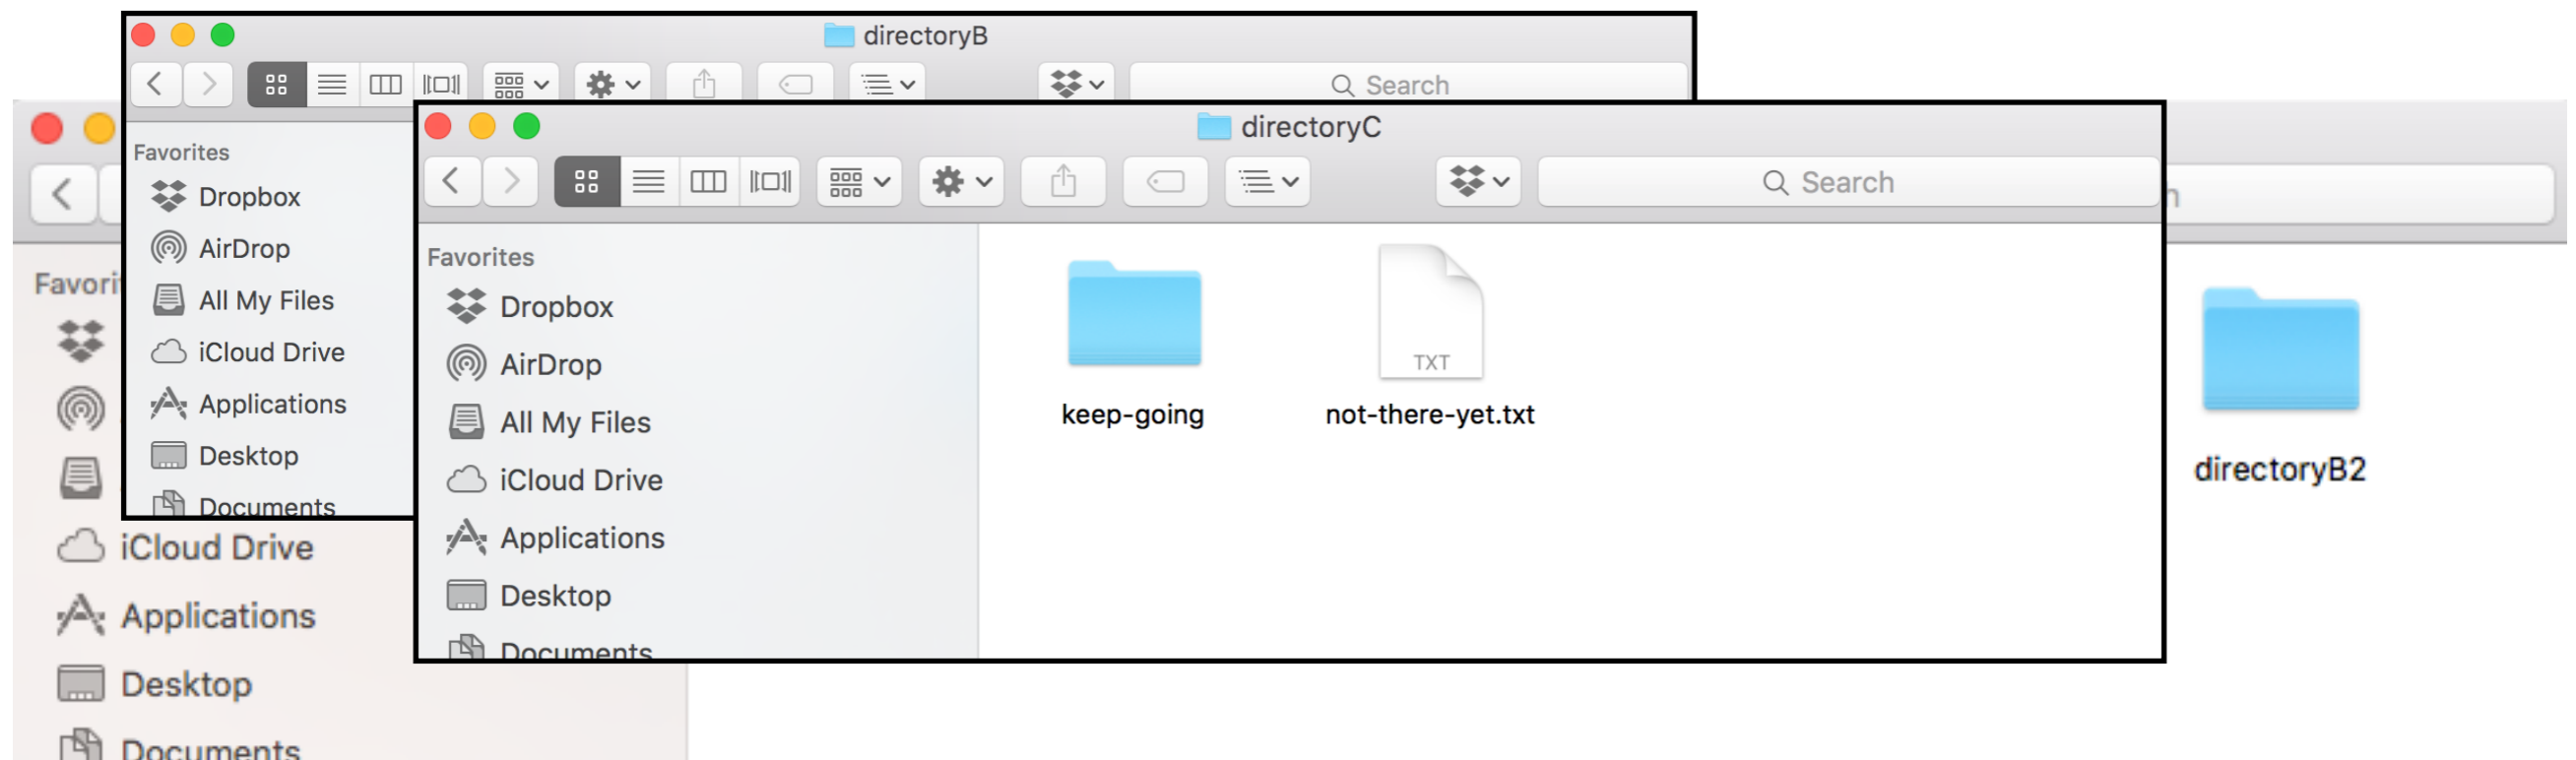 directoryB
Search
Favorites
Dropbox
AirDrop
All My Files
iCloud Drive
Applications
Desktop
Documents
directoryC
Search
Favorites
Dropbox
AirDrop
All My Files
iCloud Drive
Applications
Desktop
Documents
keep-going
TXT
not-there-yet.txt
h
Favori
iCloud Drive
Applications
Desktop
Documents
directoryB2